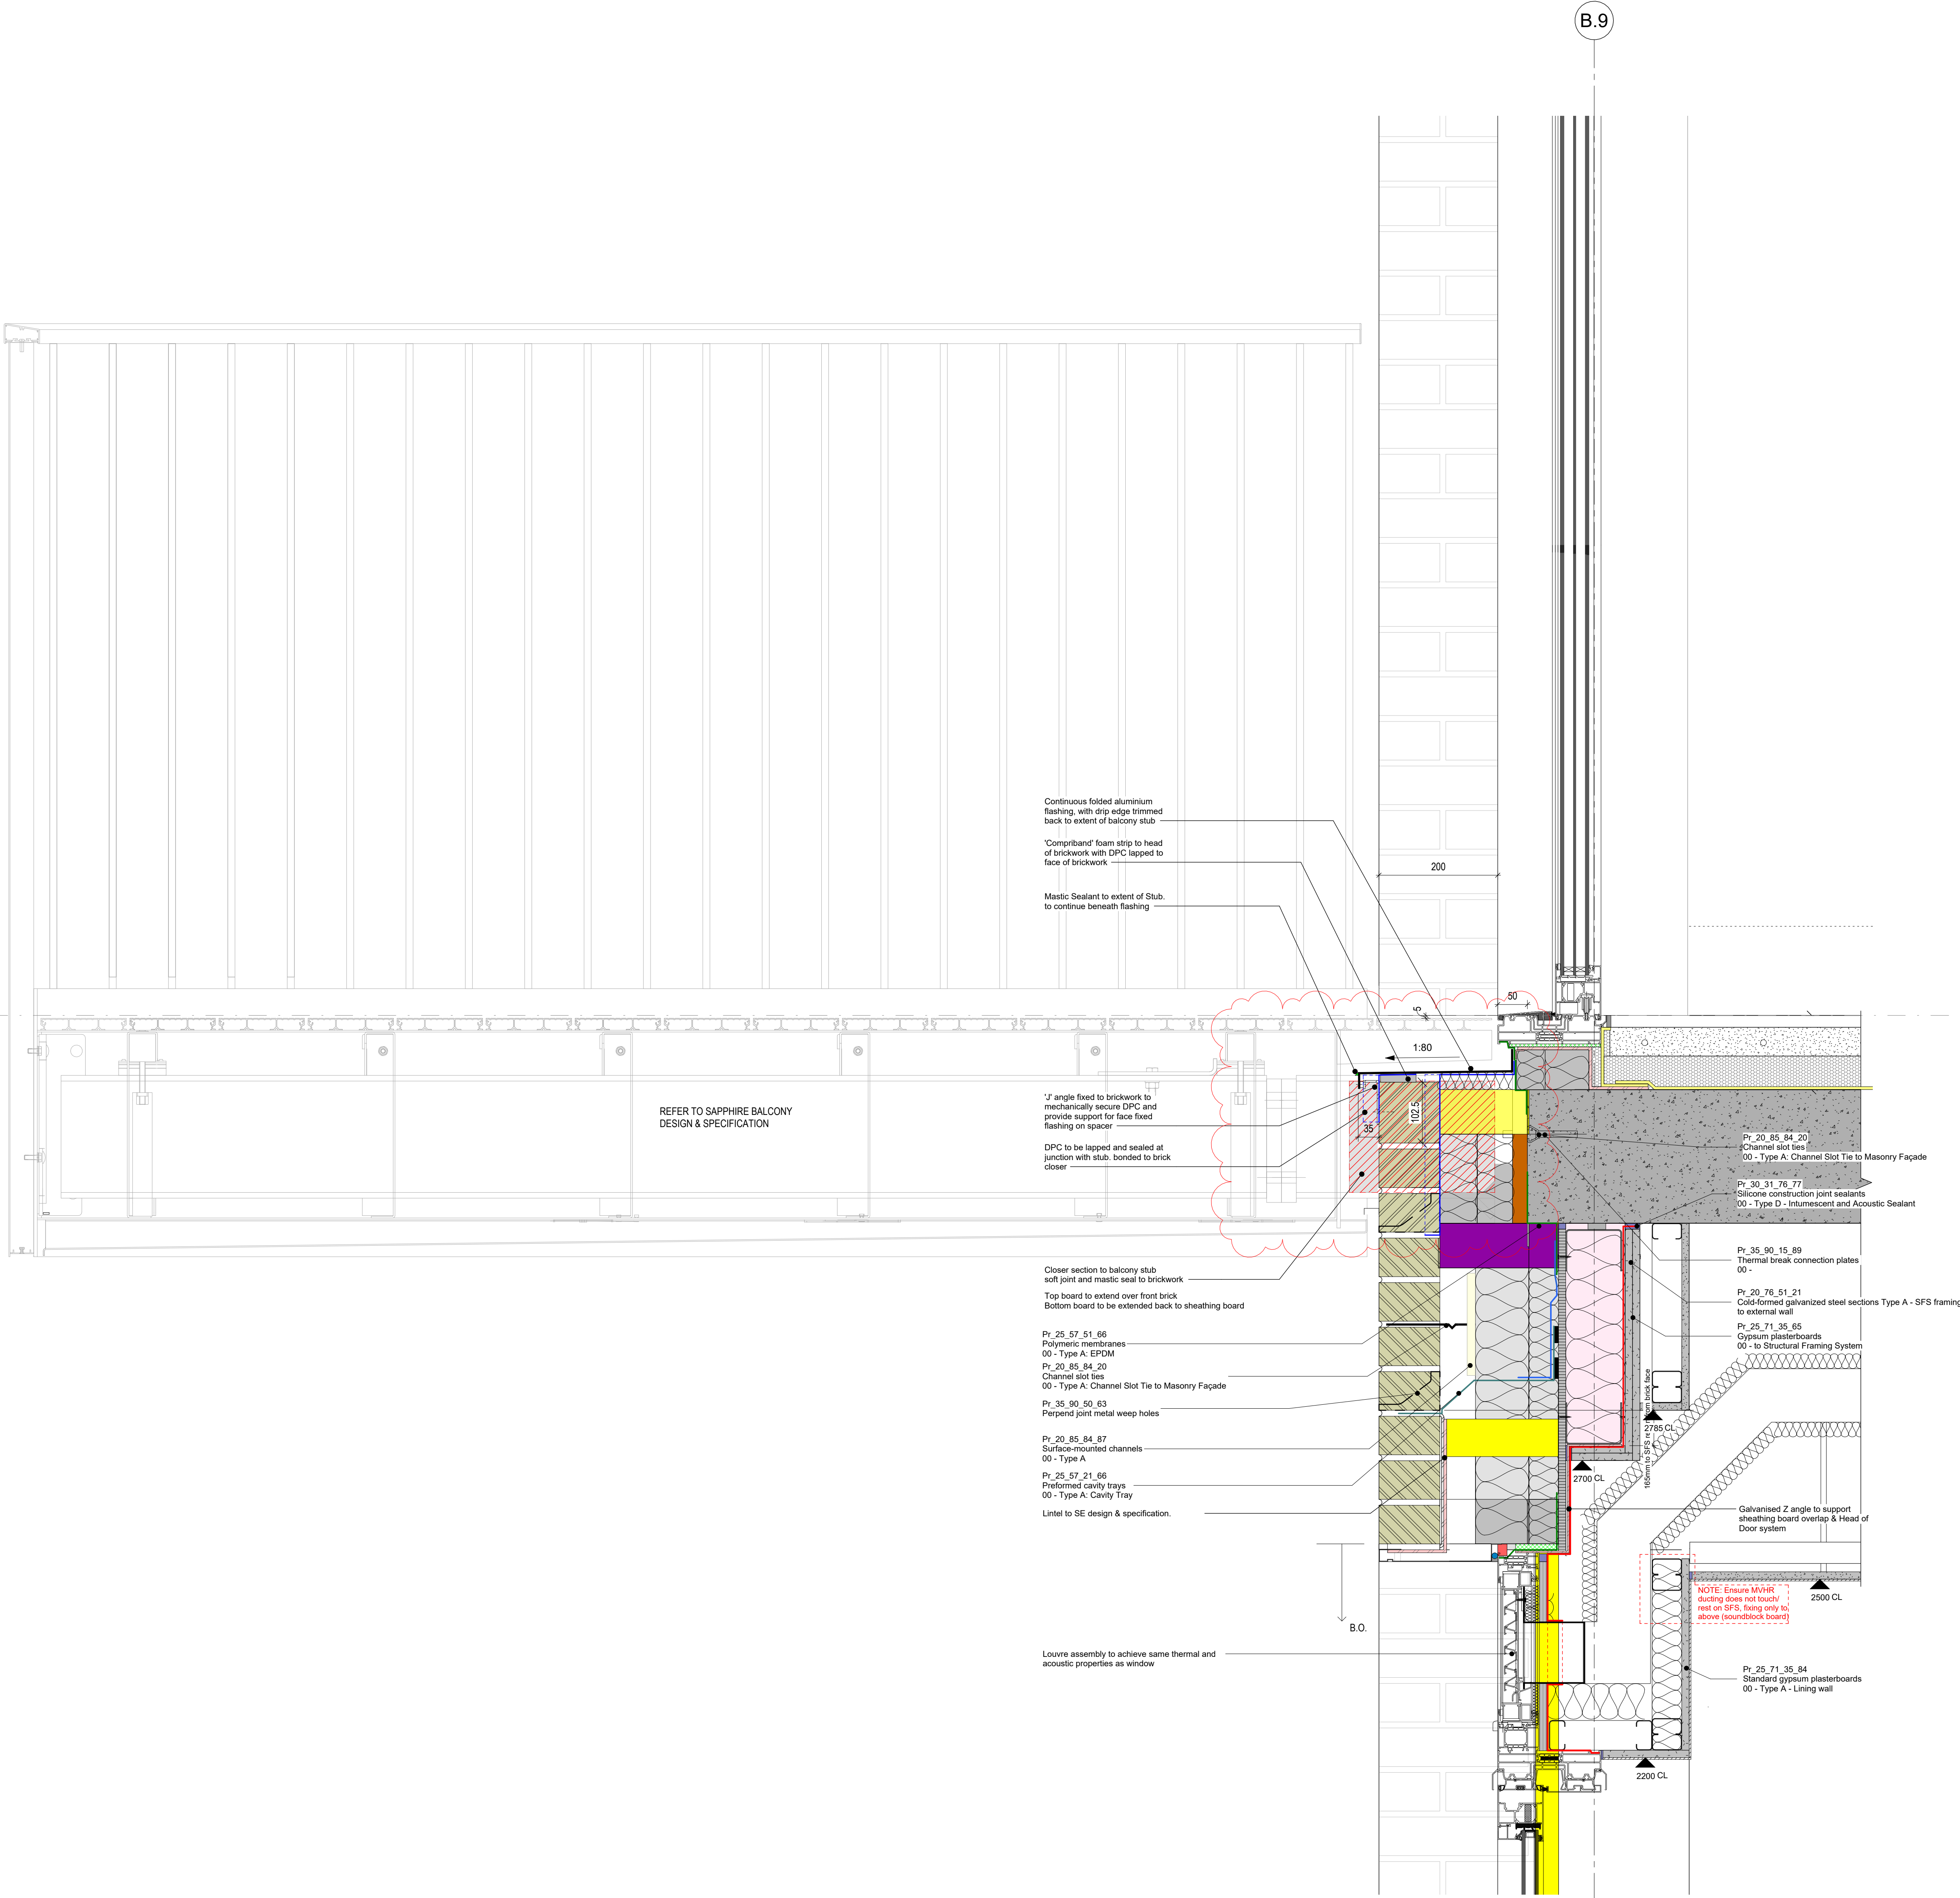 B.9
Continuous folded aluminium
flashing, with drip edge trimmed
back to extent of balcony stub
'Compriband' foam strip to head
of brickwork with DPC lapped to
face of brickwork
200
Mastic Sealant to extent of Stub.
to continue beneath flashing
50
5
1:80
'J' angle fixed to brickwork to
mechanically secure DPC and
provide support for face fixed
flashing on spacer
REFER TO SAPPHIRE BALCONY
DESIGN & SPECIFICATION
102.5
35
DPC to be lapped and sealed at
junction with stub. bonded to brick
closer
Pr_20_85_84_20
Channel slot ties
00 - Type A: Channel Slot Tie to Masonry Façade
Pr_30_31_76_77
Silicone construction joint sealants
00 - Type D - Intumescent and Acoustic Sealant
Pr_35_90_15_89
Thermal break connection plates
00 -
Closer section to balcony stub
soft joint and mastic seal to brickwork
Top board to extend over front brick
Bottom board to be extended back to sheathing board
Pr_20_76_51_21
Cold-formed galvanized steel sections Type A - SFS framing
to external wall
Pr_25_71_35_65
Gypsum plasterboards
00 - to Structural Framing System
Pr_25_57_51_66
Polymeric membranes
00 - Type A: EPDM
Pr_20_85_84_20
Channel slot ties
00 - Type A: Channel Slot Tie to Masonry Façade
Pr_35_90_50_63
Perpend joint metal weep holes
165mm to SFS from brick face
2785 CL
Pr_20_85_84_87
Surface-mounted channels
00 - Type A
2700 CL
Pr_25_57_21_66
Preformed cavity trays
00 - Type A: Cavity Tray
Lintel to SE design & specification.
Galvanised Z angle to support
sheathing board overlap & Head of
Door system
NOTE: Ensure MVHR
ducting does not touch/
rest on SFS, fixing only to
above (soundblock board)
2500 CL
B.O.
Louvre assembly to achieve same thermal and
acoustic properties as window
Pr_25_71_35_84
Standard gypsum plasterboards
00 - Type A - Lining wall
2200 CL